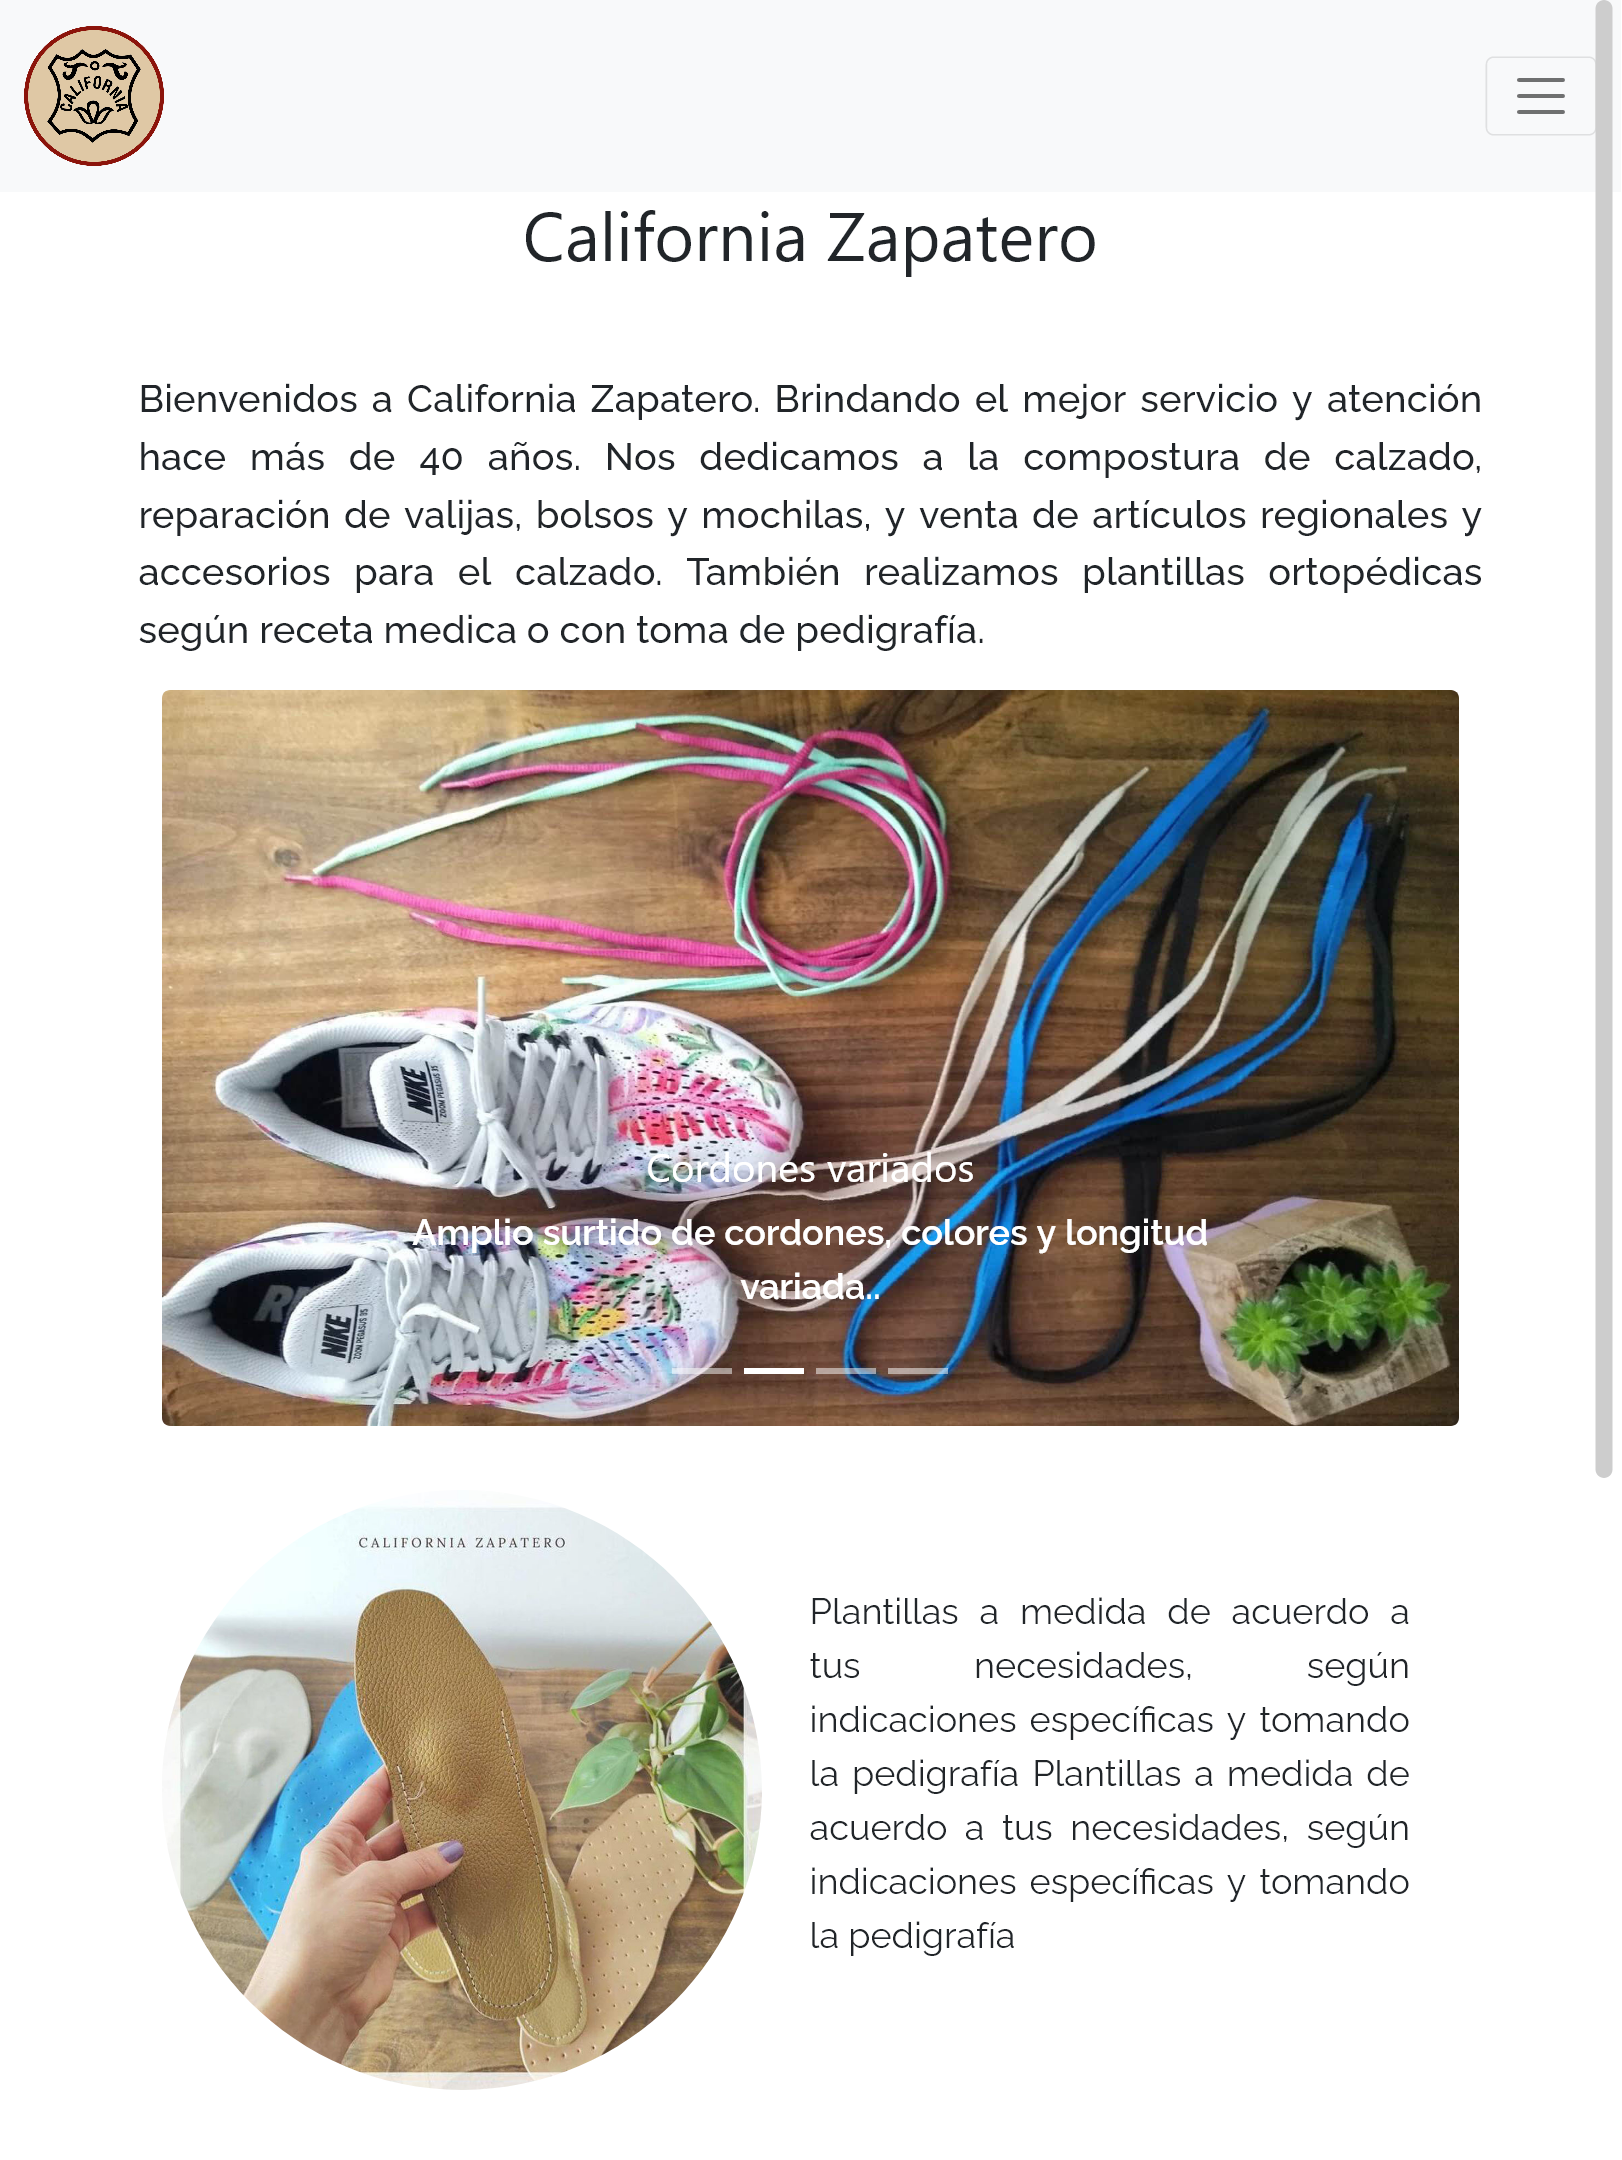 CALIFORNIA
California Zapatero
Bienvenidos a California Zapatero. Brindando el mejor servicio y atención
hace más de 40 años. Nos dedicamos a la compostura de calzado,
reparación de valijas, bolsos y mochilas, y venta de artículos regionales y
accesorios para el calzado. También realizamos plantillas ortopédicas
según receta medica o con toma de pedigrafía.
NIKE
ZOOM PEGASUS 35
Cordones variados
Amplio surtido de cordones, colores y longitud
variada..
NIKE
ZOOM PEGASUS 35
CALIFORNIA ZAPATERO
Plantillas a medida de acuerdo a
tus necesidades, según
indicaciones específicas y tomando
la pedigrafía Plantillas a medida de
acuerdo a tus necesidades, según
indicaciones específicas y tomando
la pedigrafía